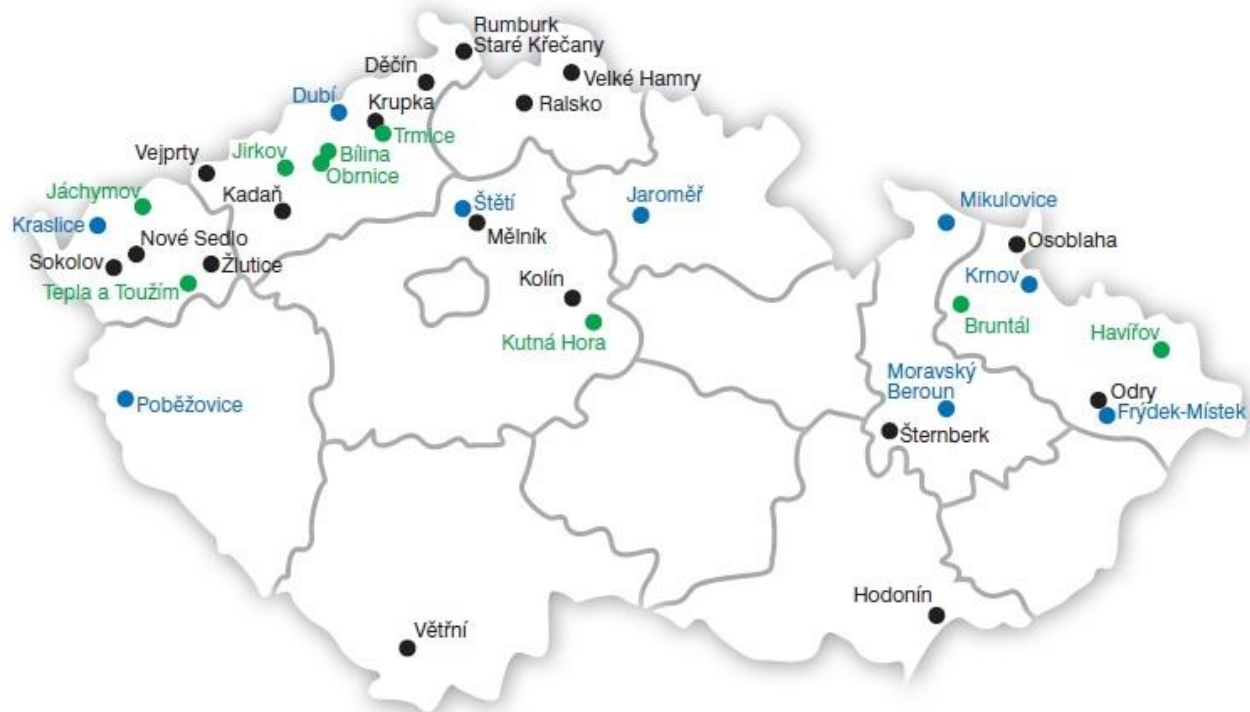 Rumburk
Staré Křečany
Děčín
Velké Hamry
Dubí
Krupka
Ralsko
Trmice
Vejprty
Jirkov
Bílina
Obrnice
Jáchymov
Kadaň
Štětí
Jaroměř
Mikulovice
Kraslice
Mělník
Nové Sedlo
Osoblaha
Sokolov
Žlutice
Kolín
Krnov
Tepla a Toužím
Bruntál
Havířov
Kutná Hora
Moravský
Beroun
Odry
Poběžovice
Frýdek-Místek
Šternberk
Hodonín
Větřní